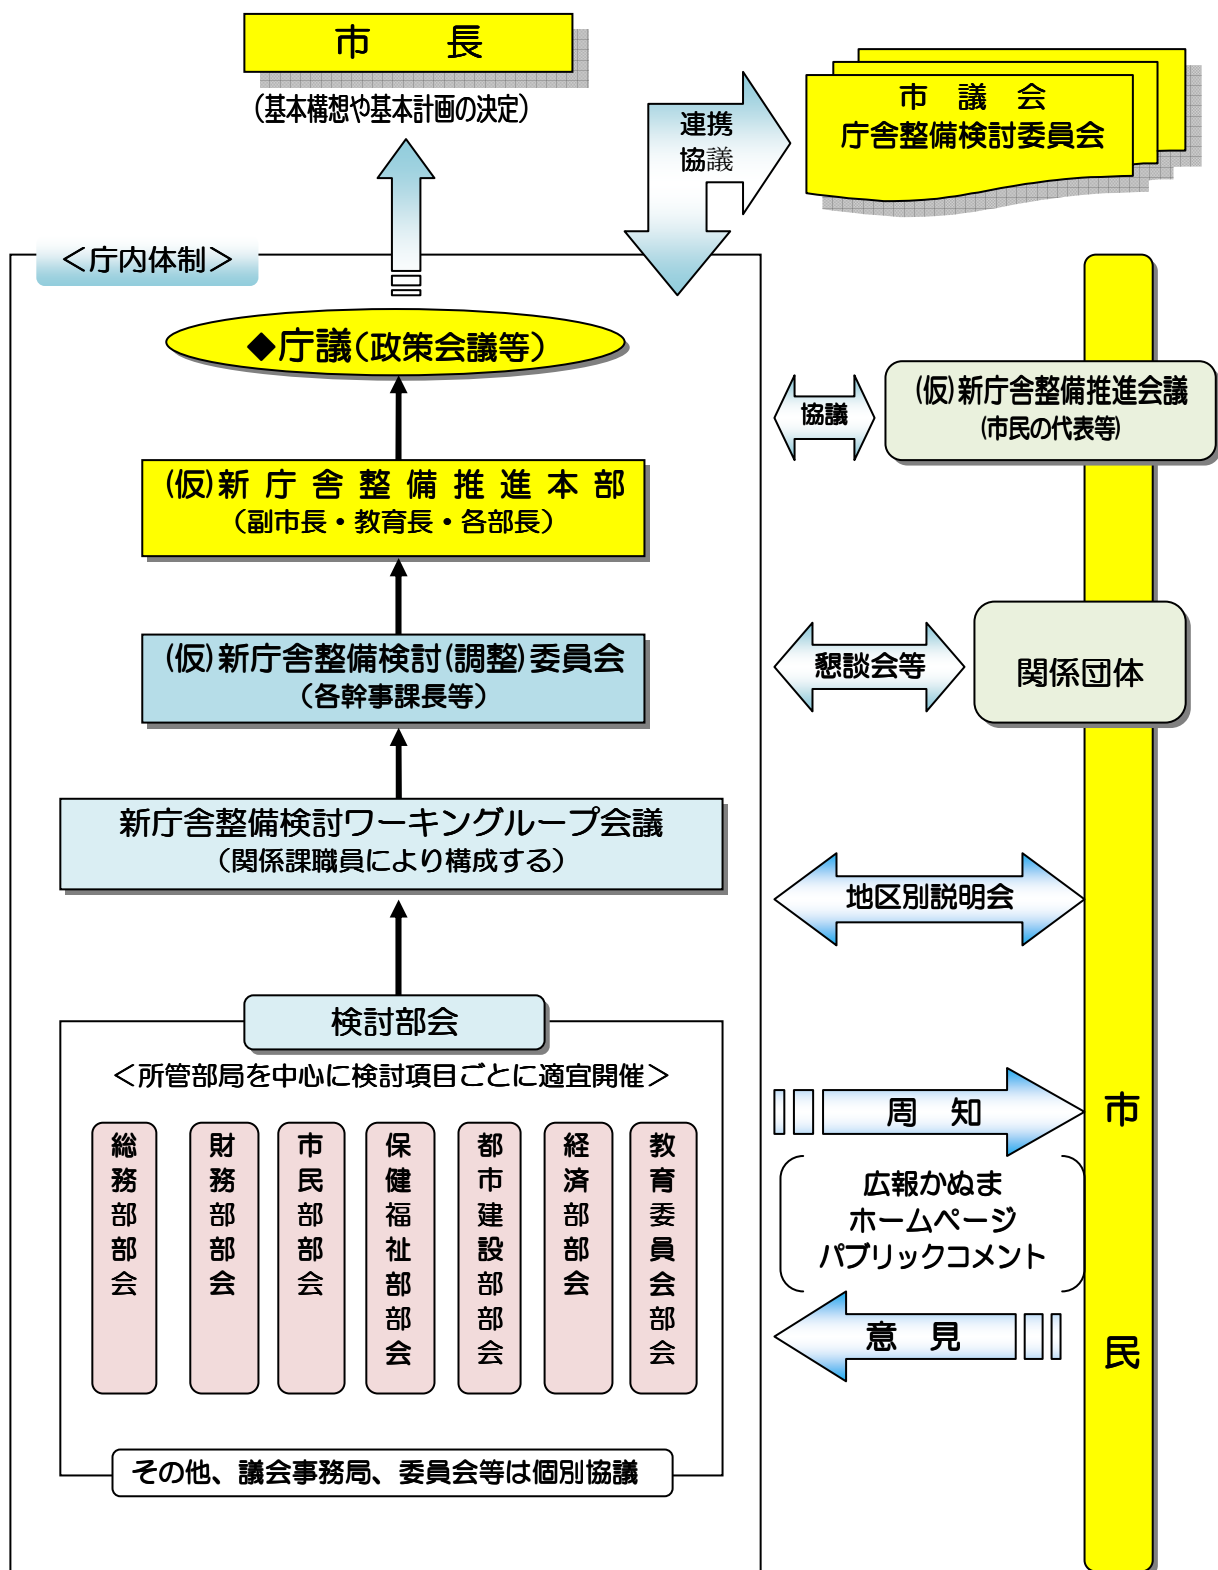 市　長
(基本構想や基本計画の決定)
連携
協議
市　議　会
庁舎整備検討委員会
＜庁内体制＞
◆庁議(政策会議等)
(仮)新庁舎整備推進本部
(副市長・教育長・各部長)
(仮)新庁舎整備検討(調整)委員会
(各幹事課長等)
新庁舎整備検討ワーキングループ会議
(関係課職員により構成する)
検討部会
＜所管部局を中心に検討項目ごとに適宜開催＞
総務部部会
財務部部会
市民部部会
保健福祉部部会
都市建設部部会
経済部部会
教育委員会部会
その他、議会事務局、委員会等は個別協議
協議
(仮)新庁舎整備推進会議
(市民の代表等)
懇談会等
関係団体
地区別説明会
周　知
広報かぬま
ホームページ
パブリックコメント
意　見
市　民